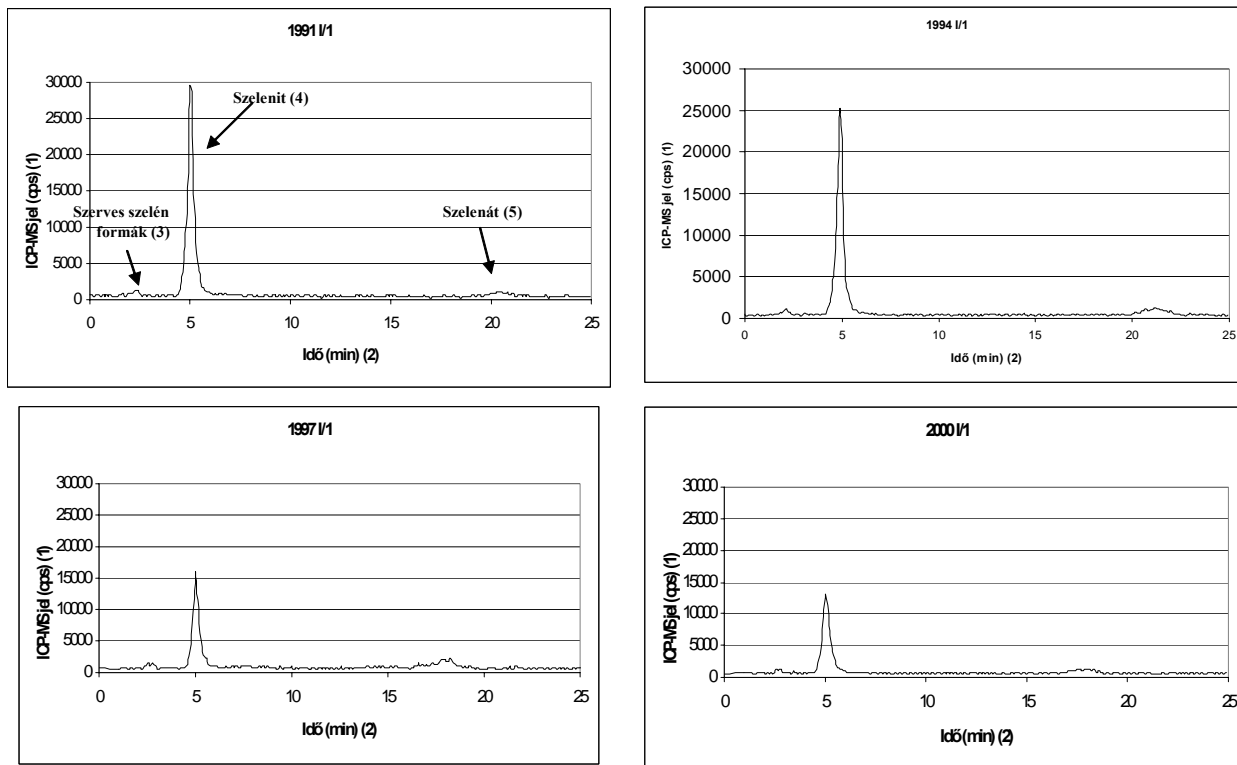 1991 I/1
ICP-MS jel (cps) (1)
30000
25000
20000
15000
10000
5000
0
Szelenit (4)
Szerves szelén
formák (3)
Szelenát (5)
0 5 10 15 20 25
Idő (min) (2)
1994 I/1
ICP-MS jel (cps) (1)
30000
25000
20000
15000
10000
5000
0
0 5 10 15 20 25
Idő (min) (2)
1997 I/1
ICP-MS jel (cps) (1)
30000
25000
20000
15000
10000
5000
0
0 5 10 15 20 25
Idő (min) (2)
2000 I/1
ICP-MS jel (cps) (1)
30000
25000
20000
15000
10000
5000
0
0 5 10 15 20 25
Idő (min) (2)